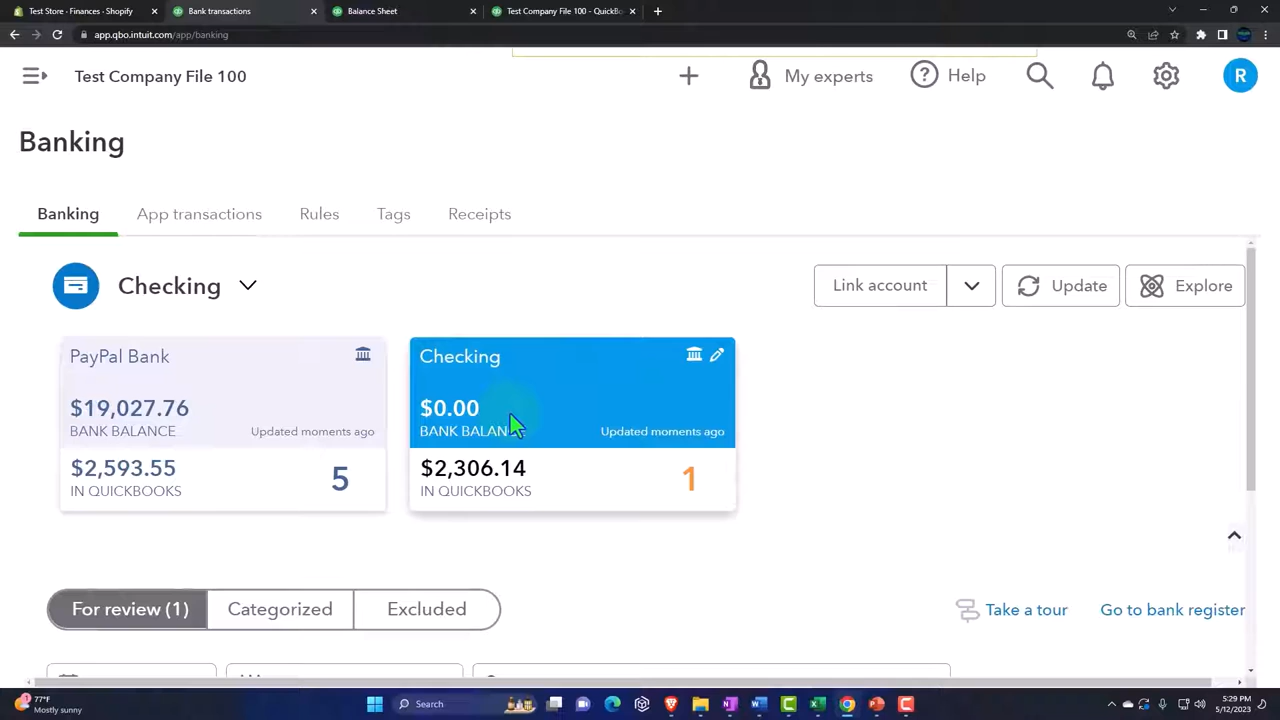 Test Store - Finances · Shopify
Bank transactions
Balance Sheet
Test Company File 100 - QuickBo
app.qbo.intuit.com/app/banking
Test Company File 100
My experts
Help
R
Banking
Banking
App transactions
Rules
Tags
Receipts
Checking
Link account
Update
Explore
PayPal Bank
$19,027.76
BANK BALANCE
Updated moments ago
$2,593.55
5
IN QUICKBOOKS
Checking
$0.00
BANK BALAN
Updated moments ago
$2,306.14
1
IN QUICKBOOKS
For review (1)
Categorized
Excluded
Take a tour
Go to bank register
77°F
Mostly sunny
Search
5:29 PM
5/12/2023